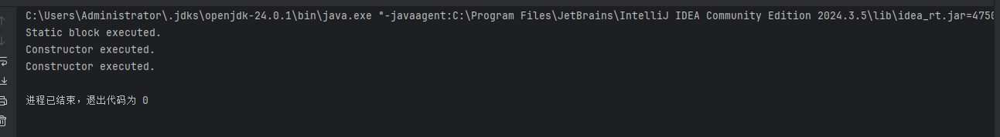 C:\Users\Administrator\.jdks\openjdk-24.0.1\bin\java.exe "-javaagent:C:\Program Files\JetBrains\IntelliJ IDEA Community Edition 2024.3.5\lib\idea_rt.jar=4750
Static block executed.
Constructor executed.
Constructor executed.
进程已结束，退出代码为 0